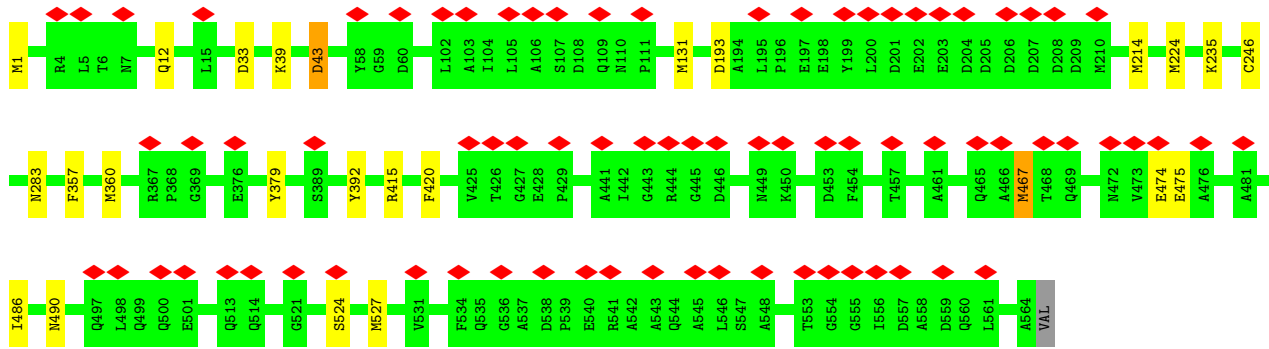 M1 R4 L5 T6 N7 Q12 L15 D33 K39 D43 Y58 G59 D60 L102 A103 I104 L105 A106 S107 D108 Q109 N110 P111 M131 D193 A194 L195 P196 E197 E198 Y199 L200 D201 E202 E203 D204 D205 D206 D207 D208 D209 M210 M214 M224 K235 C246
N283 F357 M360 R367 P368 G369 E376 Y379 S389 Y392 R415 F420 V425 T426 G427 E428 P429 A441 I442 G443 R444 G445 D446 N449 K450 D453 F454 T457 A461 Q465 A466 M467 T468 Q469 N472 V473 E474 E475 A476 A481
I486 N490 Q497 L498 Q499 Q500 E501 Q513 Q514 G521 S524 M527 V531 F534 Q535 G536 A537 D538 P539 E540 R541 A542 A543 Q544 A545 L546 S547 A548 T553 G554 G555 I556 D557 A558 D559 Q560 L561 A564 VAL